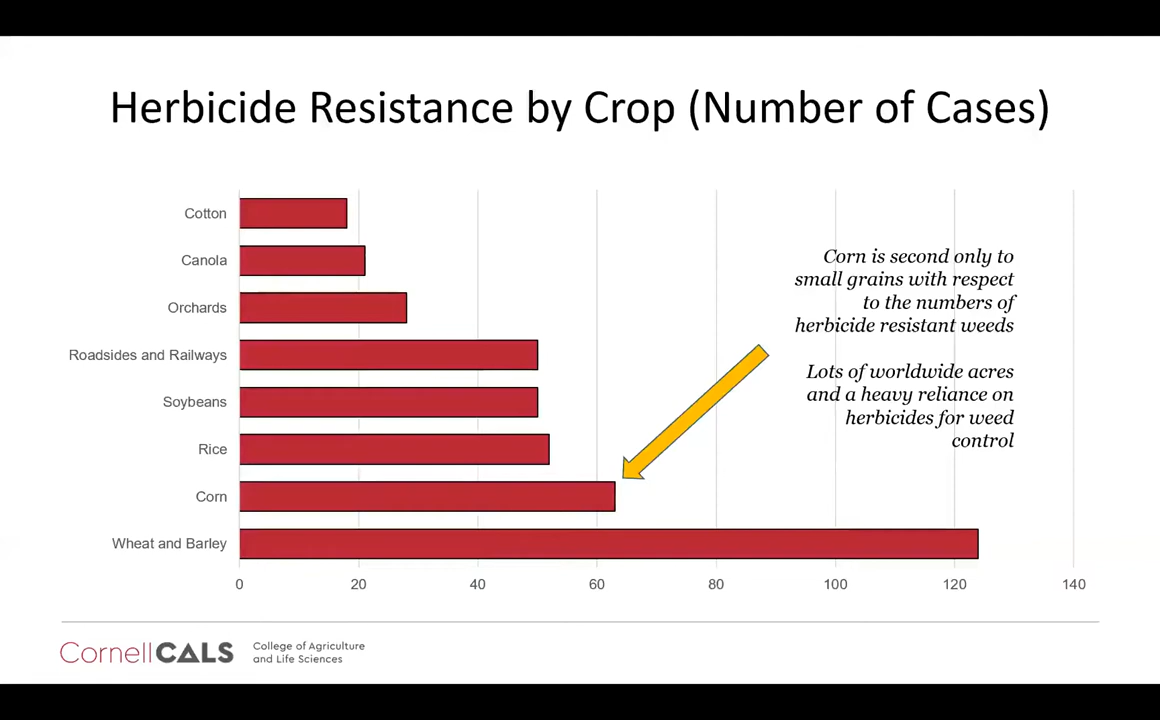 Herbicide Resistance by Crop (Number of Cases)
Cotton
Canola
Orchards
Roadsides and Railways
Soybeans
Rice
Corn
Wheat and Barley
0 20 40 60 80 100 120 140
Corn is second only to
small grains with respect
to the numbers of
herbicide resistant weeds
Lots of worldwide acres
and a heavy reliance on
herbicides for weed
control
CornellCALS
College of Agriculture
and Life Sciences